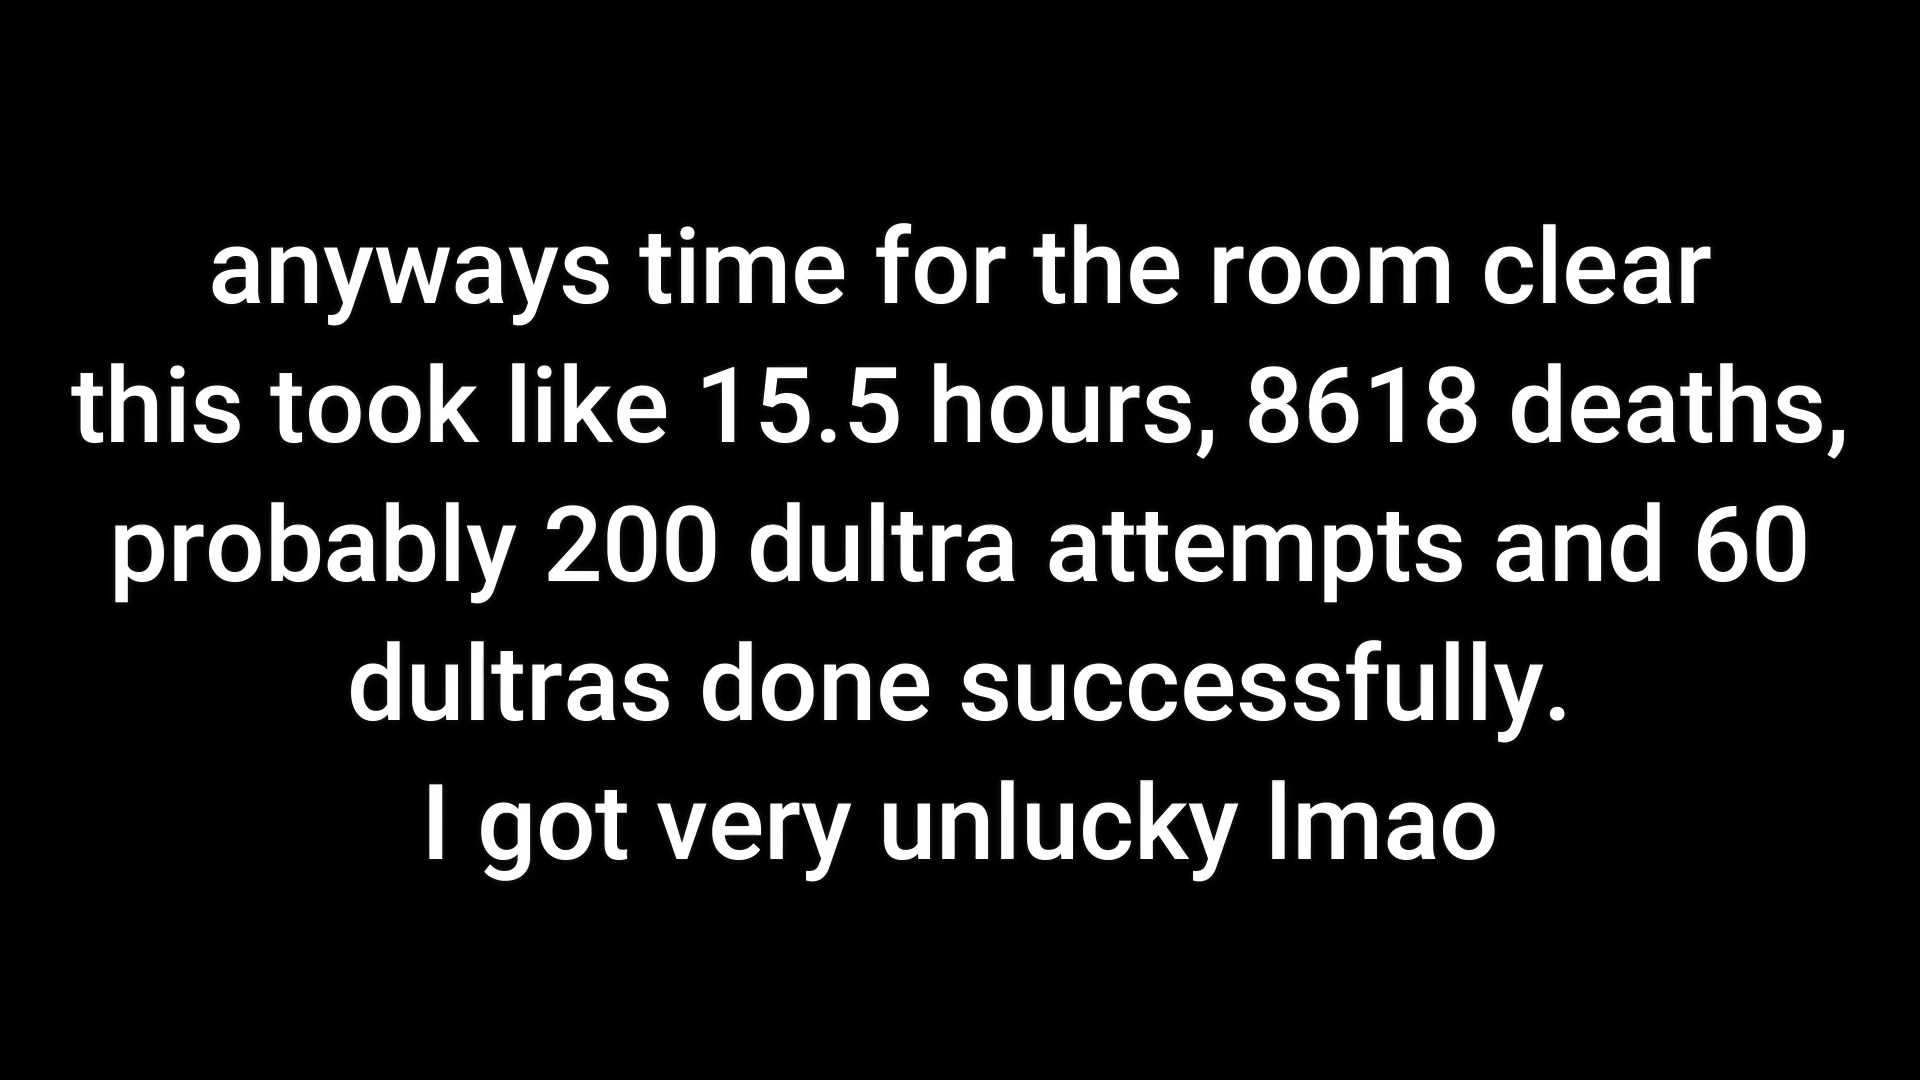 anyways time for the room clear
this took like 15.5 hours, 8618 deaths,
probably 200 dultra attempts and 60
dultras done successfully.
I got very unlucky lmao